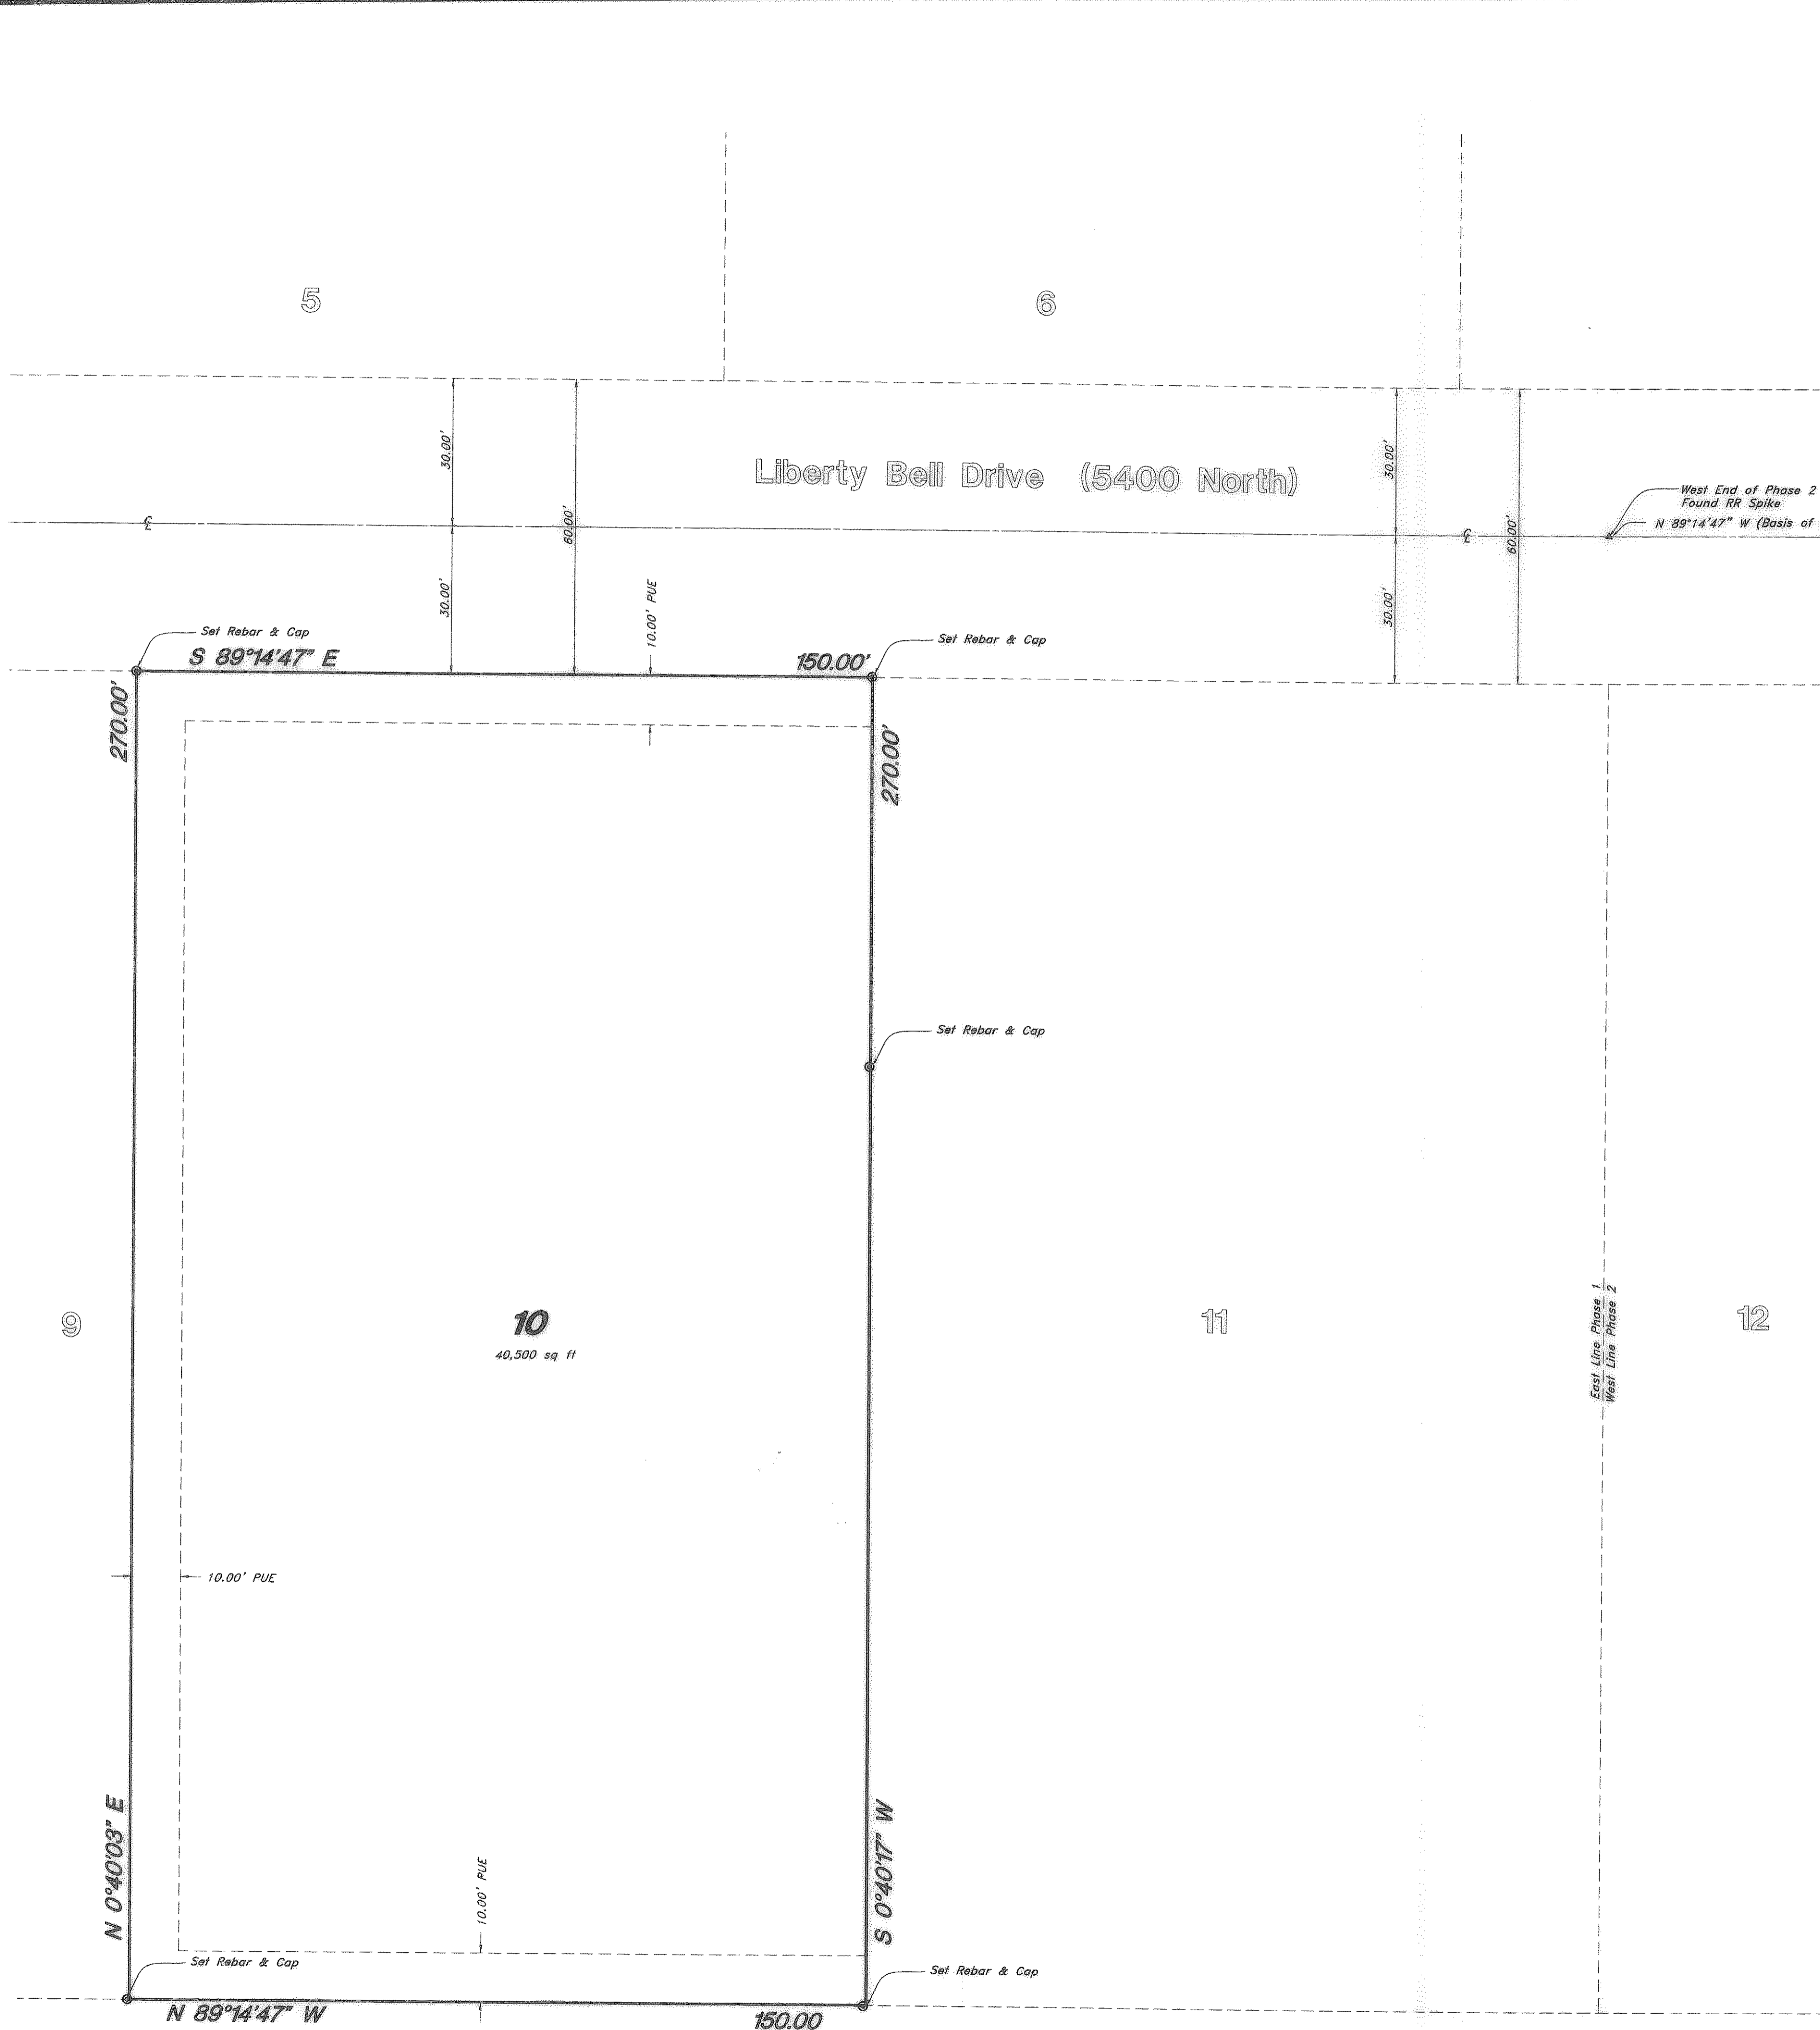 5
6
30.00'
60.00'
30.00'
Liberty Bell Drive (5400 North)
30.00'
60.00'
30.00'
West End of Phase 2
Found RR Spike
N 89°14'47" W (Basis of
℄
℄
10.00' PUE
Set Rebar & Cap
S 89°14'47" E
150.00'
Set Rebar & Cap
270.00'
270.00'
Set Rebar & Cap
9
10
40,500 sq ft
11
East Line Phase 1
West Line Phase 2
12
10.00' PUE
N 0°40'03" E
10.00' PUE
S 0°40'17" W
Set Rebar & Cap
Set Rebar & Cap
N 89°14'47" W
150.00